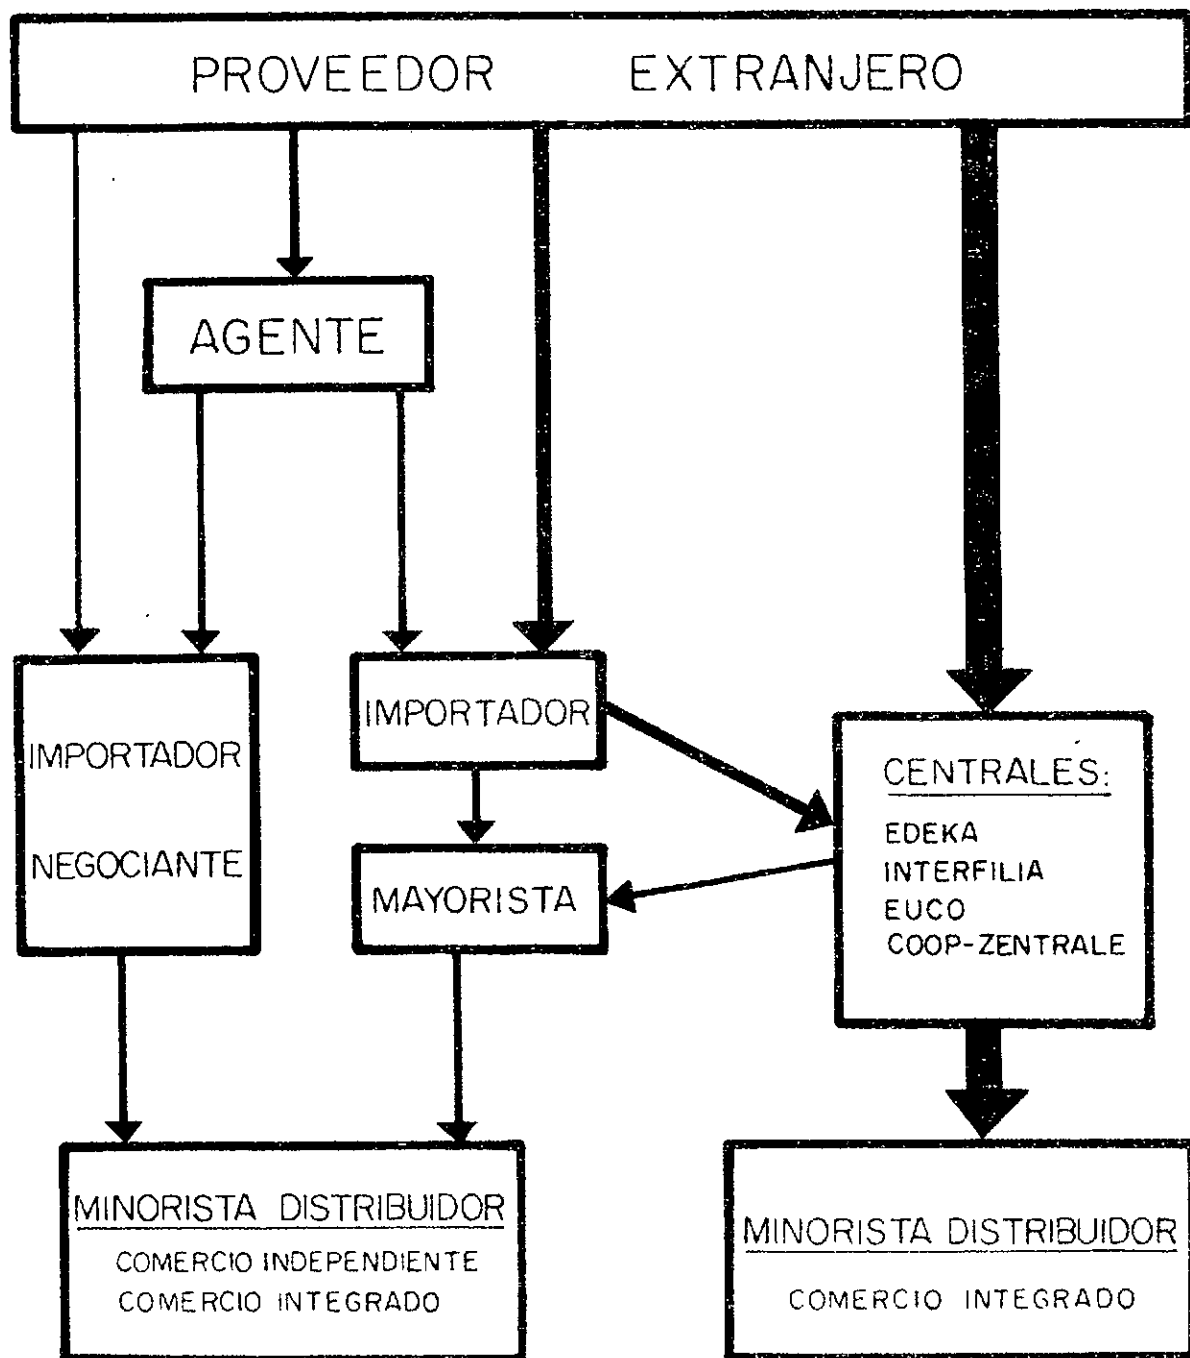 PROVEEDOR EXTRANJERO
AGENTE
IMPORTADOR
NEGOCIANTE
IMPORTADOR
MAYORISTA
CENTRALES:
EDEKA
INTERFILIA
EUCO
COOP-ZENTRALE
MINORISTA DISTRIBUIDOR
COMERCIO INDEPENDIENTE
COMERCIO INTEGRADO
MINORISTA DISTRIBUIDOR
COMERCIO INTEGRADO